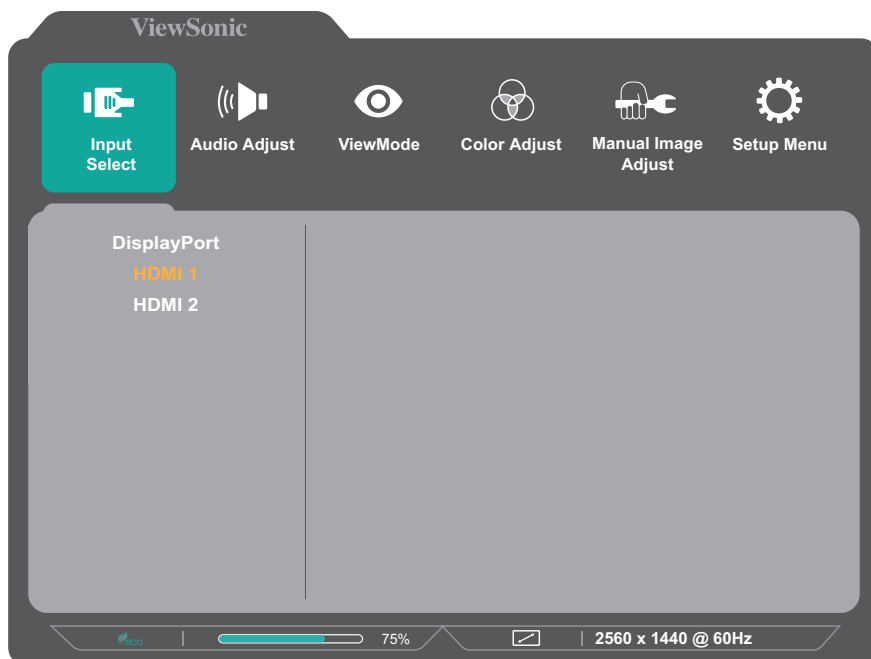 ViewSonic
Input
Select
Audio Adjust
ViewMode
Color Adjust
Manual Image
Adjust
Setup Menu
DisplayPort
HDMI 1
HDMI 2
eco
75%
2560 x 1440 @ 60Hz